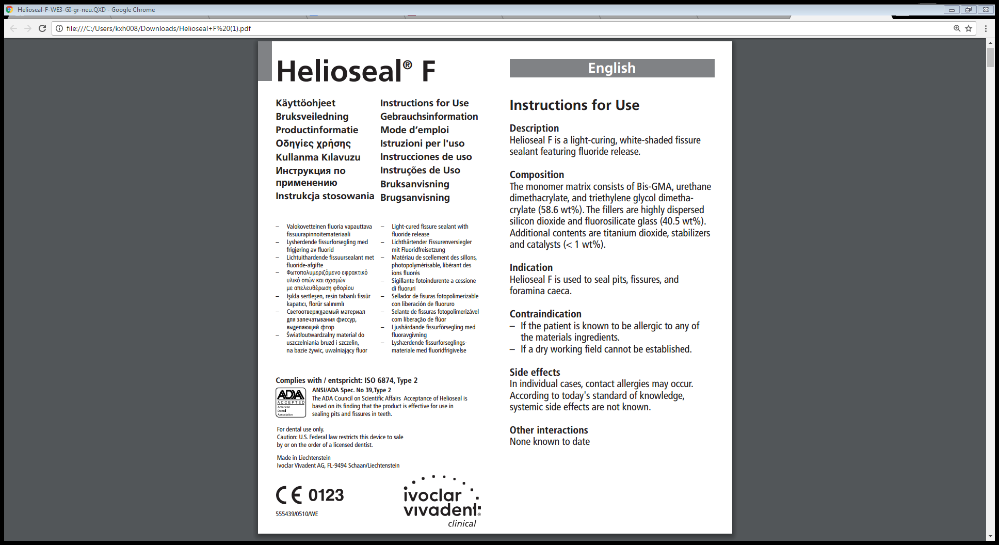 Helioseal-F-WE3-GI-gr-neu.QXD - Google Chrome
file:///C:/Users/kxh008/Downloads/Helioseal+F%20(1).pdf
Helioseal® F
Käyttöohjeet
Bruksveiledning
Productinformatie
Οδηγίες χρήσης
Kullanma Kılavuzu
Инструкция по
применению
Instrukcja stosowania
Instructions for Use
Gebrauchsinformation
Mode d’emploi
Istruzioni per l'uso
Instrucciones de uso
Instruções de Uso
Bruksanvisning
Brugsanvisning
– Valokovetteinen fluoria vapauttava
fissuurapinnoitemateriaali
– Lysherdende fissurforsegling med
frigjøring av fluorid
– Lichtuithardende fissuursealant met
fluoride-afgifte
– Φωτοπολυμεριζόμενο εφρακτικό
υλικό οπών και σχισμών
με απελευθέρωση φθορίου
– Işıkla sertleşen, resin tabanlı fissür
kapatıcı, florür salınımlı
– Светоотверждаемый материал
для запечатывания фиссур,
выделяющий фтор
– Światłoutwardzalny materiał do
uszczelniania bruzd i szczelin,
na bazie żywic, uwalniający fluor
– Light-cured fissure sealant with
fluoride release
– Lichthärtender Fissurenversiegler
mit Fluoridfreisetzung
– Matériau de scellement des sillons,
photopolymérisable, libérant des
ions fluorés
– Sigillante fotoindurente a cessione
di fluoruri
– Sellador de fisuras fotopolimerizable
con liberación de fluoruro
– Selante de fissuras fotopolimerizável
com liberação de flúor
– Ljushärdande fissurförsegling med
fluoravgivning
– Lyshærdende fissurforseglings-
materiale med fluoridfrigivelse
Complies with / entspricht: ISO 6874, Type 2
ADA
ACCEPTED
American
Dental
Association
ANSI/ADA Spec. No 39,Type 2
The ADA Council on Scientific Affairs Acceptance of Helioseal is
based on its finding that the product is effective for use in
sealing pits and fissures in teeth.
For dental use only.
Caution: U.S. Federal law restricts this device to sale
by or on the order of a licensed dentist.
Made in Liechtenstein
Ivoclar Vivadent AG, FL-9494 Schaan/Liechtenstein
CE 0123
555439/0510/WE
ivoclar
vivadent®
clinical
English
Instructions for Use
Description
Helioseal F is a light-curing, white-shaded fissure
sealant featuring fluoride release.
Composition
The monomer matrix consists of Bis-GMA, urethane
dimethacrylate, and triethylene glycol dimetha-
crylate (58.6 wt%). The fillers are highly dispersed
silicon dioxide and fluorosilicate glass (40.5 wt%).
Additional contents are titanium dioxide, stabilizers
and catalysts (< 1 wt%).
Indication
Helioseal F is used to seal pits, fissures, and
foramina caeca.
Contraindication
– If the patient is known to be allergic to any of
the materials ingredients.
– If a dry working field cannot be established.
Side effects
In individual cases, contact allergies may occur.
According to today's standard of knowledge,
systemic side effects are not known.
Other interactions
None known to date